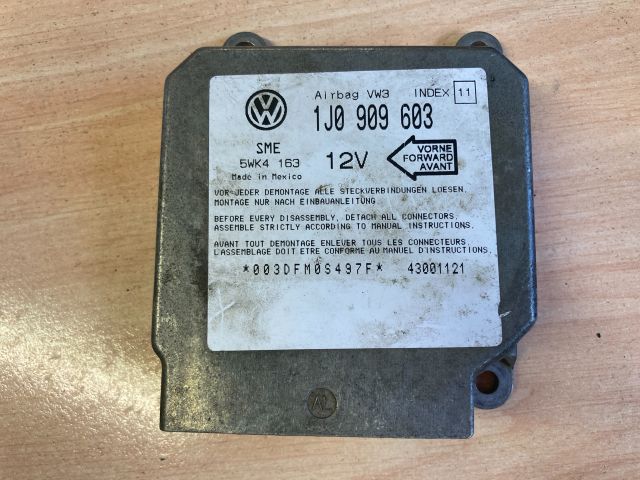 Airbag VW3 INDEX 11
VW
1J0 909 603
SME
5WK4 163
12V
Made in Mexico
VORNE
FORWARD
AVANT
VOR JEDER DEMONTAGE ALLE STECKVERBINDUNGEN LOESEN.
MONTAGE NUR NACH EINBAUANLEITUNG
BEFORE EVERY DISASSEMBLY, DETACH ALL CONNECTORS.
ASSEMBLE STRICTLY ACCORDING TO MANUAL INSTRUCTIONS.
AVANT TOUT DEMONTAGE ENLEVER TOUS LES CONNECTEURS
L'ASSEMBLAGE DOIT ETRE CONFORME AU MANUEL D'INSTRUCTIONS.
*003DFM0S497F* 43001121
AL